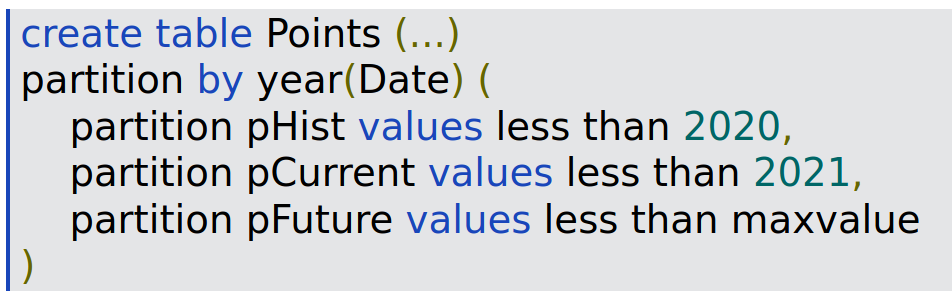 create table Points (...)
partition by year(Date) (
partition pHist values less than 2020,
partition pCurrent values less than 2021,
partition pFuture values less than maxvalue
)